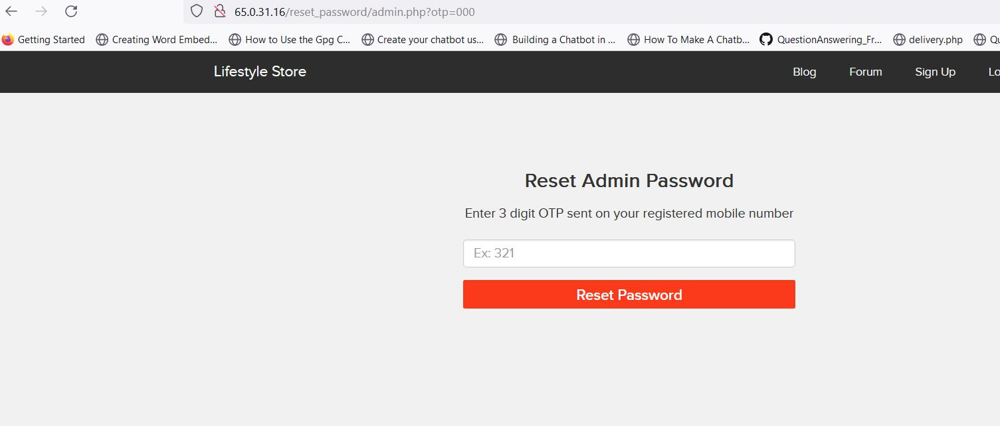 65.0.31.16/reset_password/admin.php?otp=000
Getting Started Creating Word Embed... How to Use the Gpg C... Create your chatbot us... Building a Chatbot in ... How To Make A Chatb... QuestionAnswering_Fr... delivery.php Qu
Lifestyle Store Blog Forum Sign Up Lo
Reset Admin Password
Enter 3 digit OTP sent on your registered mobile number
Ex: 321
Reset Password